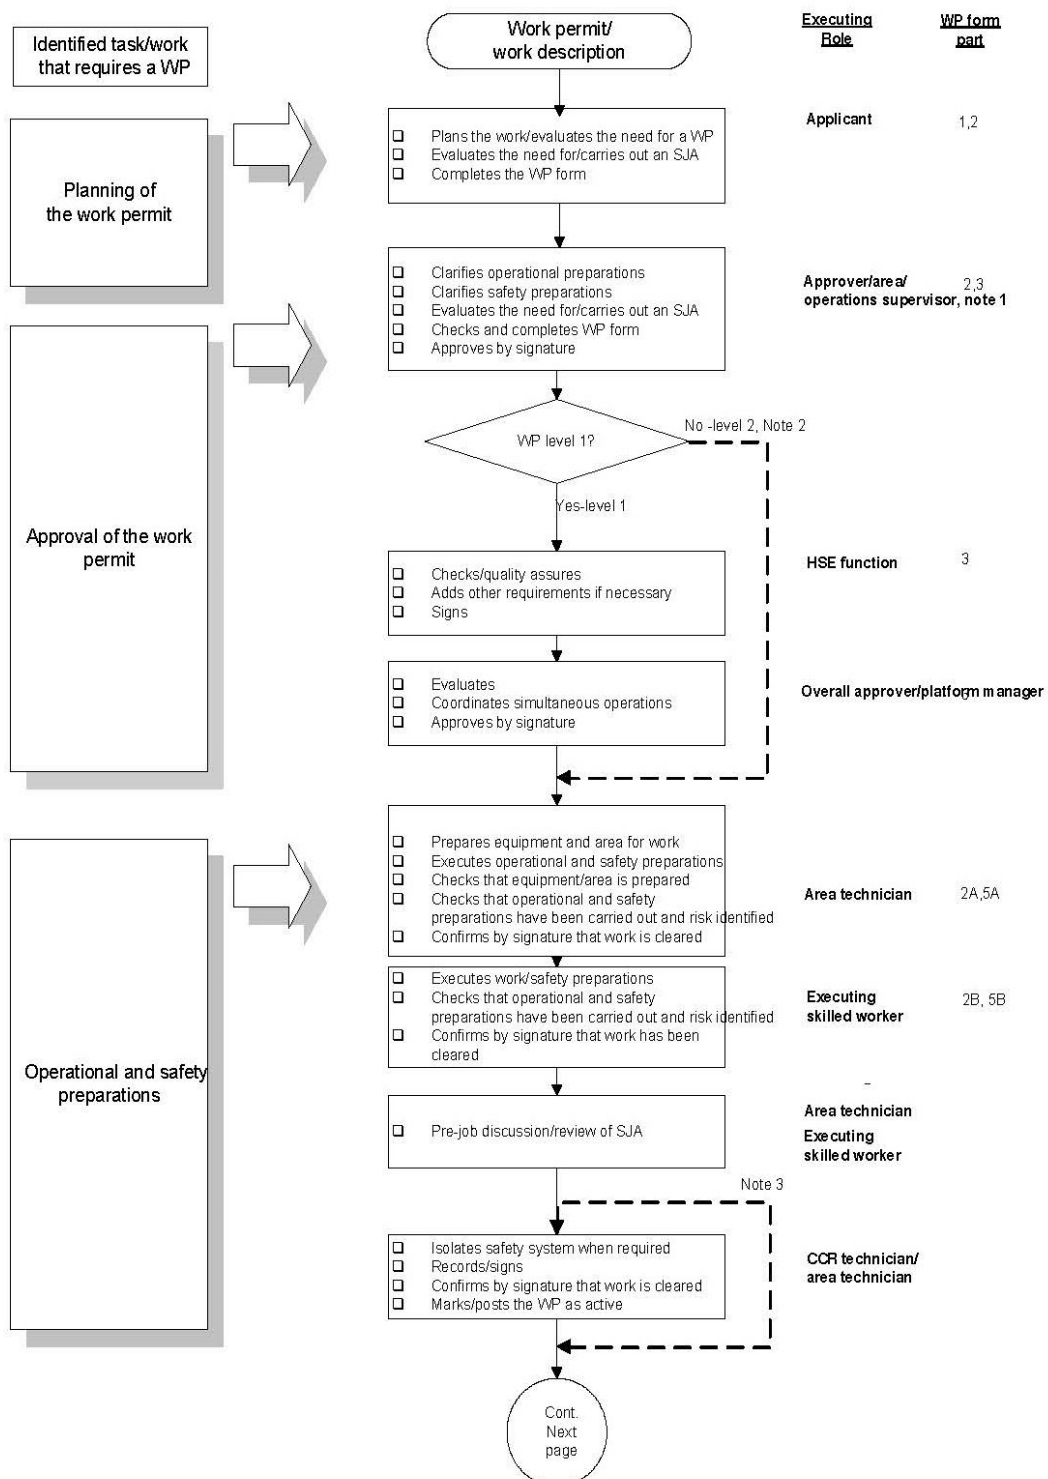 Identified task/work
that requires a WP
Work permit/
work description
Executing
Role
WP form
part
Planning of
the work permit
Plans the work/evaluates the need for a WP
Evaluates the need for/carries out an SJA
Completes the WP form
Applicant
1,2
Clarifies operational preparations
Clarifies safety preparations
Evaluates the need for/carries out an SJA
Checks and completes WP form
Approves by signature
Approver/area/
operations supervisor, note 1
2,3
Approval of the work
permit
WP level 1?
No -level 2, Note 2
Yes-level 1
Checks/quality assures
Adds other requirements if necessary
Signs
HSE function
3
Evaluates
Coordinates simultaneous operations
Approves by signature
Overall approver/platform manager
Operational and safety
preparations
Prepares equipment and area for work
Executes operational and safety preparations
Checks that equipment/area is prepared
Checks that operational and safety
preparations have been carried out and risk identified
Confirms by signature that work is cleared
Area technician
2A,5A
Executes work/safety preparations
Checks that operational and safety
preparations have been carried out and risk identified
Confirms by signature that work has been
cleared
Executing
skilled worker
2B, 5B
Pre-job discussion/review of SJA
–
Area technician
Executing
skilled worker
Note 3
Isolates safety system when required
Records/signs
Confirms by signature that work is cleared
Marks/posts the WP as active
CCR technician/
area technician
Cont.
Next
page